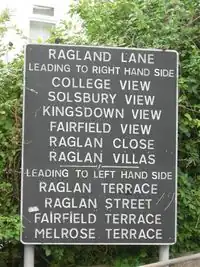 RAGLAND LANE
LEADING TO RIGHT HAND SIDE
COLLEGE VIEW
SOLSBURY VIEW
KINGSDOWN VIEW
FAIRFIELD VIEW
RAGLAN CLOSE
RAGLAN VILLAS
LEADING TO LEFT HAND SIDE
RAGLAN TERRACE
RAGLAN STREET
FAIRFIELD TERRACE
MELROSE TERRACE